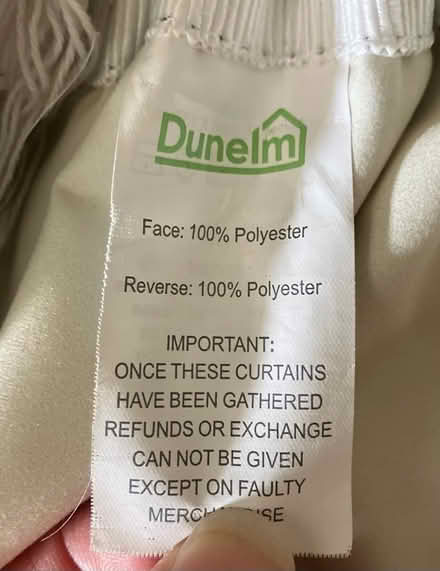 Dunelm
Face: 100% Polyester
Reverse: 100% Polyester
IMPORTANT:
ONCE THESE CURTAINS
HAVE BEEN GATHERED
REFUNDS OR EXCHANGE
CAN NOT BE GIVEN
EXCEPT ON FAULTY